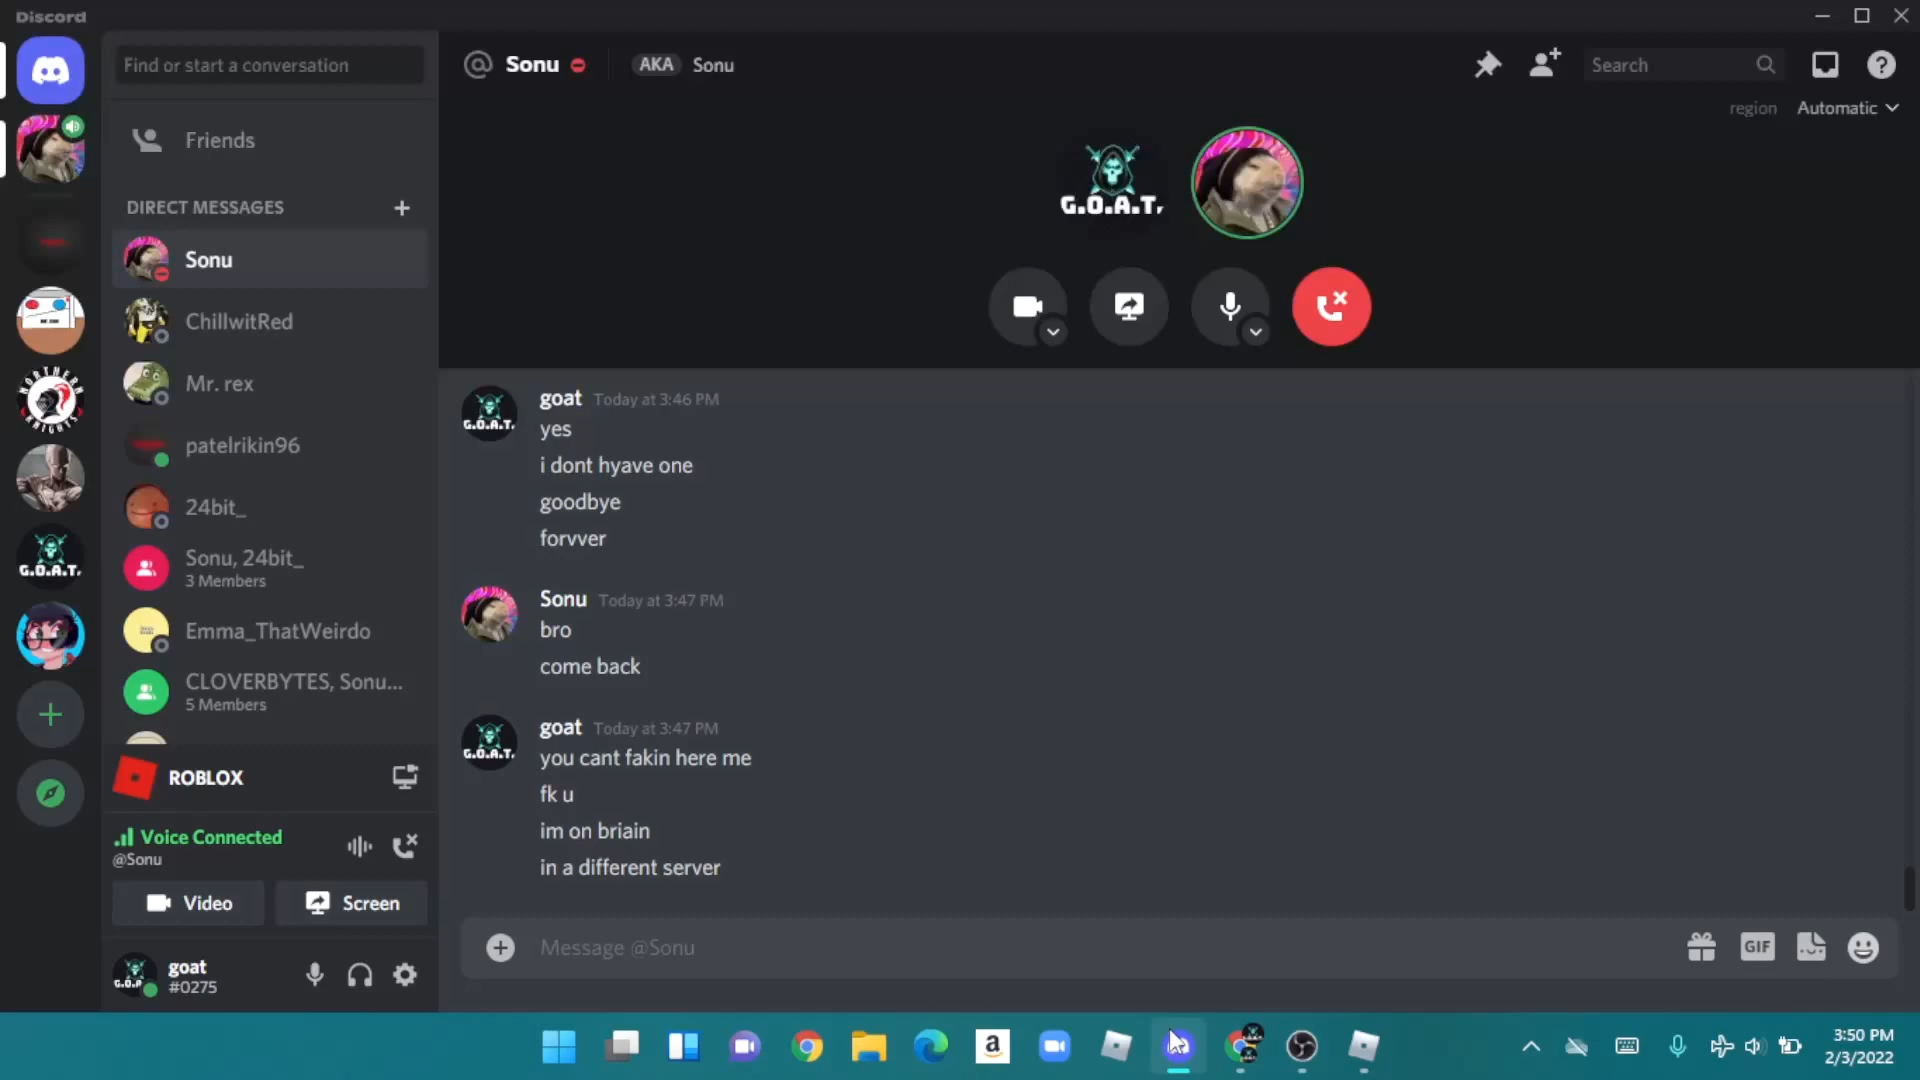 Discord
Find or start a conversation
Friends
DIRECT MESSAGES
Sonu
ChillwitRed
Mr. rex
patelrikin96
24bit_
Sonu, 24bit_
3 Members
Emma_ThatWeirdo
CLOVERBYTES, Sonu...
5 Members
ROBLOX
Voice Connected
@Sonu
Video
Screen
goat
#0275
NORTHERN
KNIGHTS
G.O.A.T.
Sonu
AKA
Sonu
Search
region
Automatic
G.O.A.T.
goat Today at 3:46 PM
yes
i dont hyave one
goodbye
forvver
Sonu Today at 3:47 PM
bro
come back
goat Today at 3:47 PM
you cant fakin here me
fk u
im on briain
in a different server
G.O.A.T.
G.O.A.T.
Message @Sonu
GIF
a
3:50 PM
2/3/2022